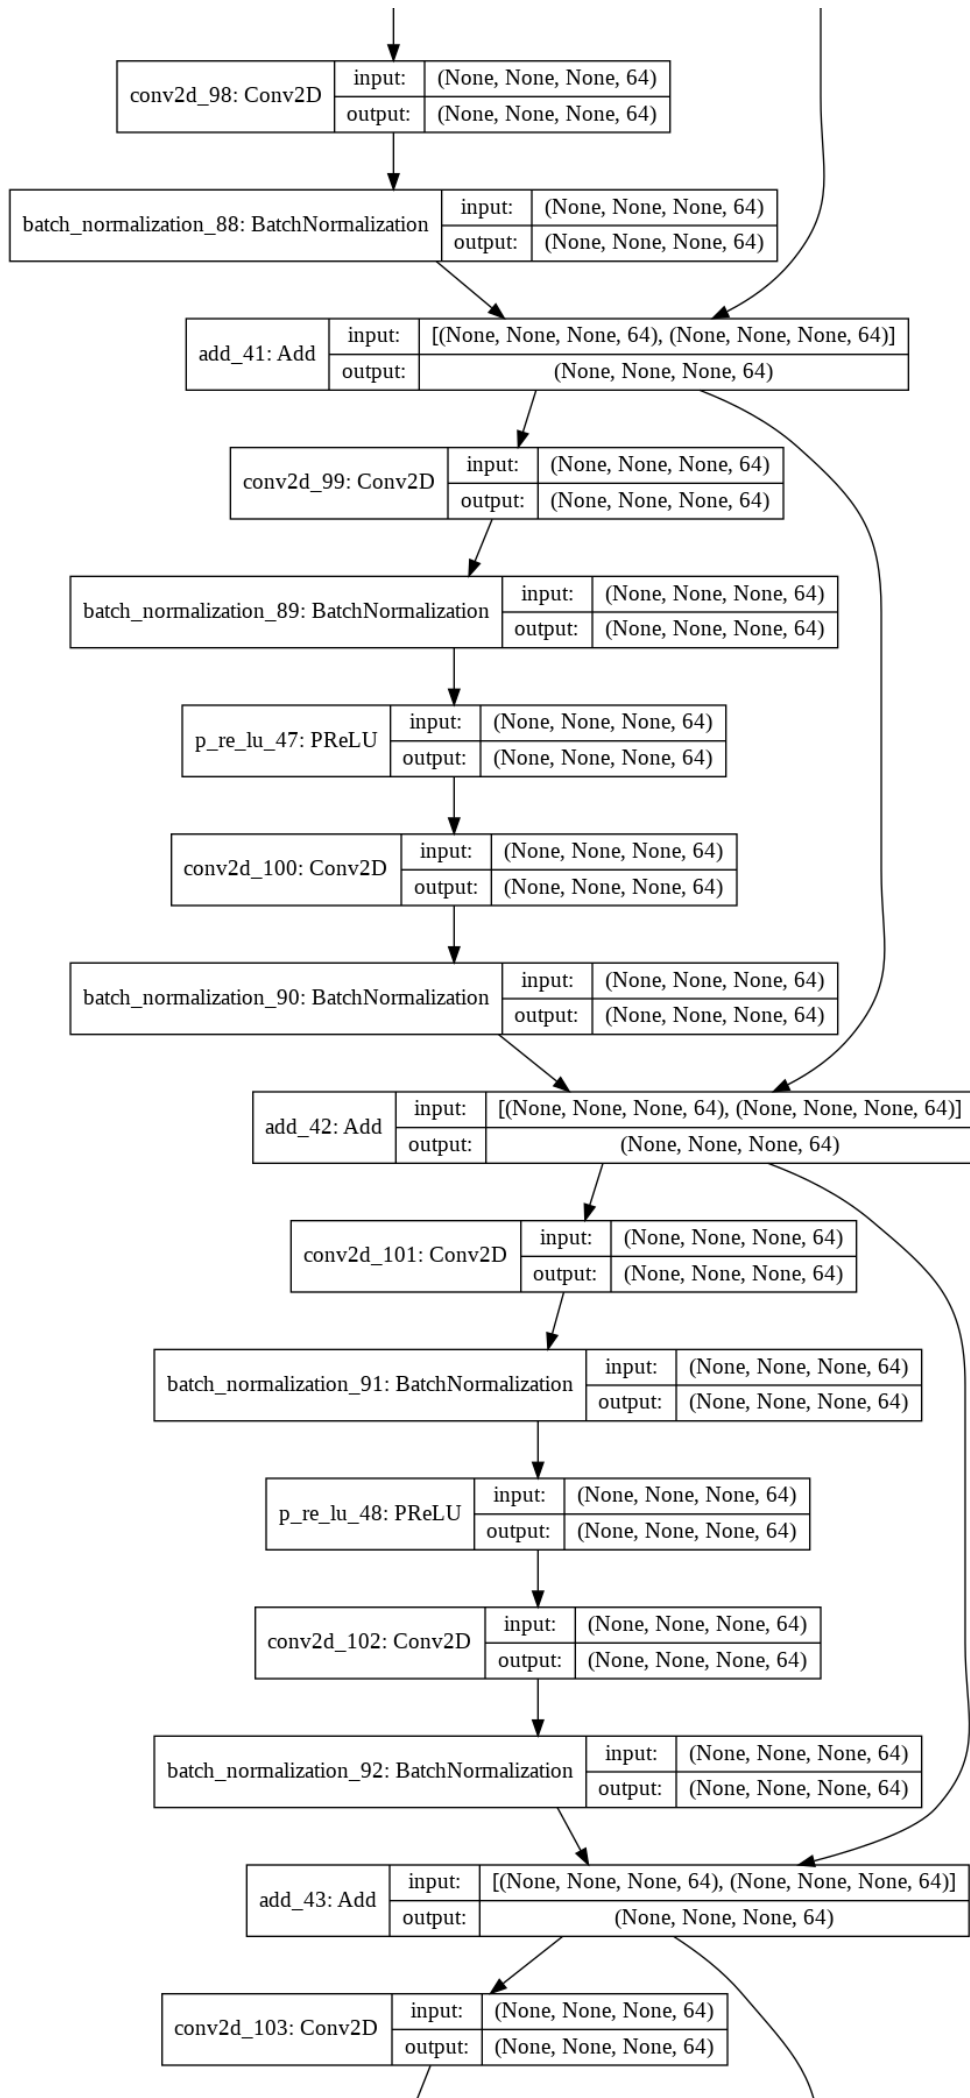 conv2d_98: Conv2D
input: (None, None, None, 64)
output: (None, None, None, 64)
batch_normalization_88: BatchNormalization
input: (None, None, None, 64)
output: (None, None, None, 64)
add_41: Add
input: [(None, None, None, 64), (None, None, None, 64)]
output: (None, None, None, 64)
conv2d_99: Conv2D
input: (None, None, None, 64)
output: (None, None, None, 64)
batch_normalization_89: BatchNormalization
input: (None, None, None, 64)
output: (None, None, None, 64)
p_re_lu_47: PReLU
input: (None, None, None, 64)
output: (None, None, None, 64)
conv2d_100: Conv2D
input: (None, None, None, 64)
output: (None, None, None, 64)
batch_normalization_90: BatchNormalization
input: (None, None, None, 64)
output: (None, None, None, 64)
add_42: Add
input: [(None, None, None, 64), (None, None, None, 64)]
output: (None, None, None, 64)
conv2d_101: Conv2D
input: (None, None, None, 64)
output: (None, None, None, 64)
batch_normalization_91: BatchNormalization
input: (None, None, None, 64)
output: (None, None, None, 64)
p_re_lu_48: PReLU
input: (None, None, None, 64)
output: (None, None, None, 64)
conv2d_102: Conv2D
input: (None, None, None, 64)
output: (None, None, None, 64)
batch_normalization_92: BatchNormalization
input: (None, None, None, 64)
output: (None, None, None, 64)
add_43: Add
input: [(None, None, None, 64), (None, None, None, 64)]
output: (None, None, None, 64)
conv2d_103: Conv2D
input: (None, None, None, 64)
output: (None, None, None, 64)